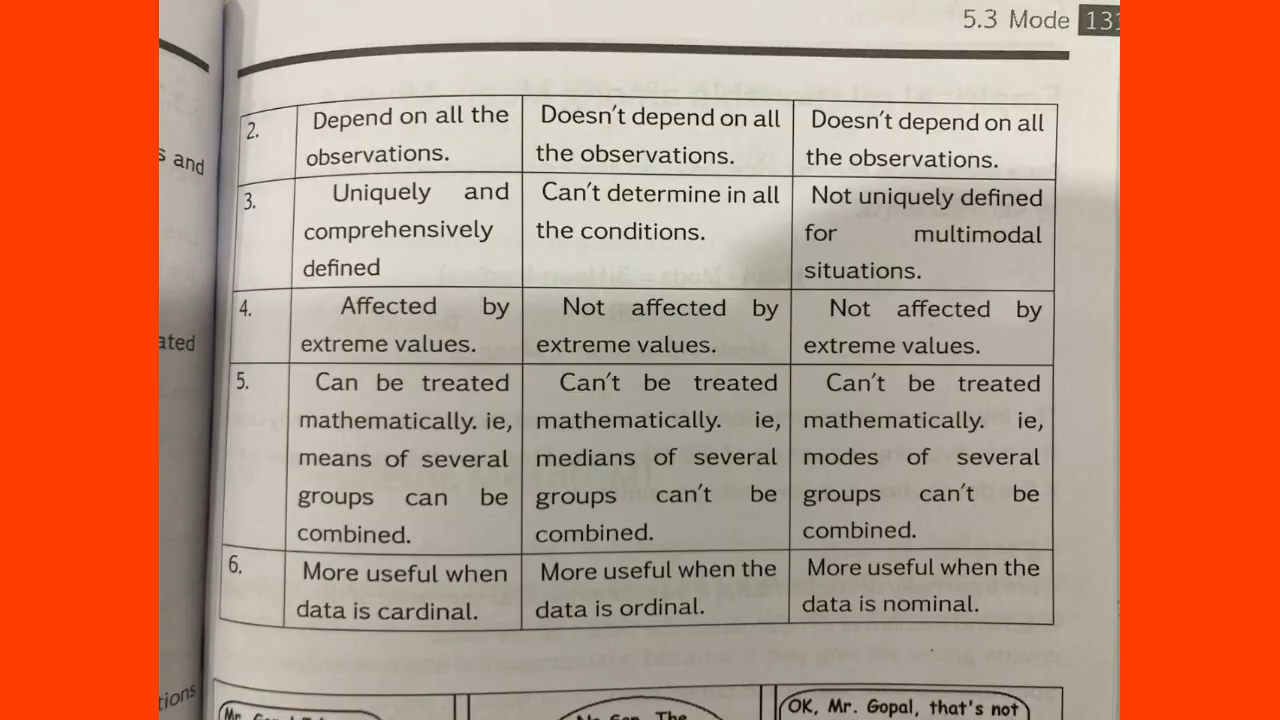 5.3 Mode
s and
ated
tions
2.
Depend on all the
observations.
Doesn't depend on all
the observations.
Doesn't depend on all
the observations.
3.
Uniquely and
comprehensively
defined
Can't determine in all
the conditions.
Not uniquely defined
for multimodal
situations.
4.
Affected by
extreme values.
Not affected by
extreme values.
Not affected by
extreme values.
5.
Can be treated
mathematically. ie,
means of several
groups can be
combined.
Can't be treated
mathematically. ie,
medians of several
groups can't be
combined.
Can't be treated
mathematically. ie,
modes of several
groups can't be
combined.
6.
More useful when
data is cardinal.
More useful when the
data is ordinal.
More useful when the
data is nominal.
The
OK, Mr. Gopal, that's not